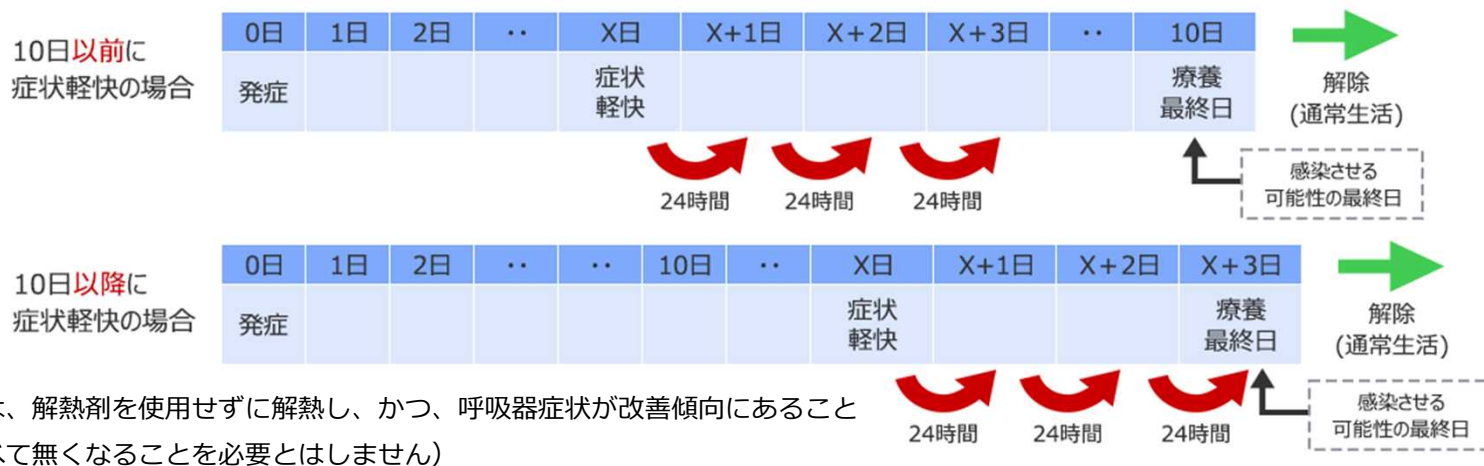 10日以前に
症状軽快の場合
0日 1日 2日 ‥ X日 X+1日 X+2日 X+3日 ‥ 10日
発症 症状軽快 療養最終日
解除
(通常生活)
24時間 24時間 24時間
感染させる
可能性の最終日
10日以降に
症状軽快の場合
0日 1日 2日 ‥ ‥ 10日 ‥ X日 X+1日 X+2日 X+3日
発症 症状軽快 療養最終日
解除
(通常生活)
24時間 24時間 24時間
感染させる
可能性の最終日
、解熱剤を使用せずに解熱し、かつ、呼吸器症状が改善傾向にあること
て無くなることを必要とはしません）